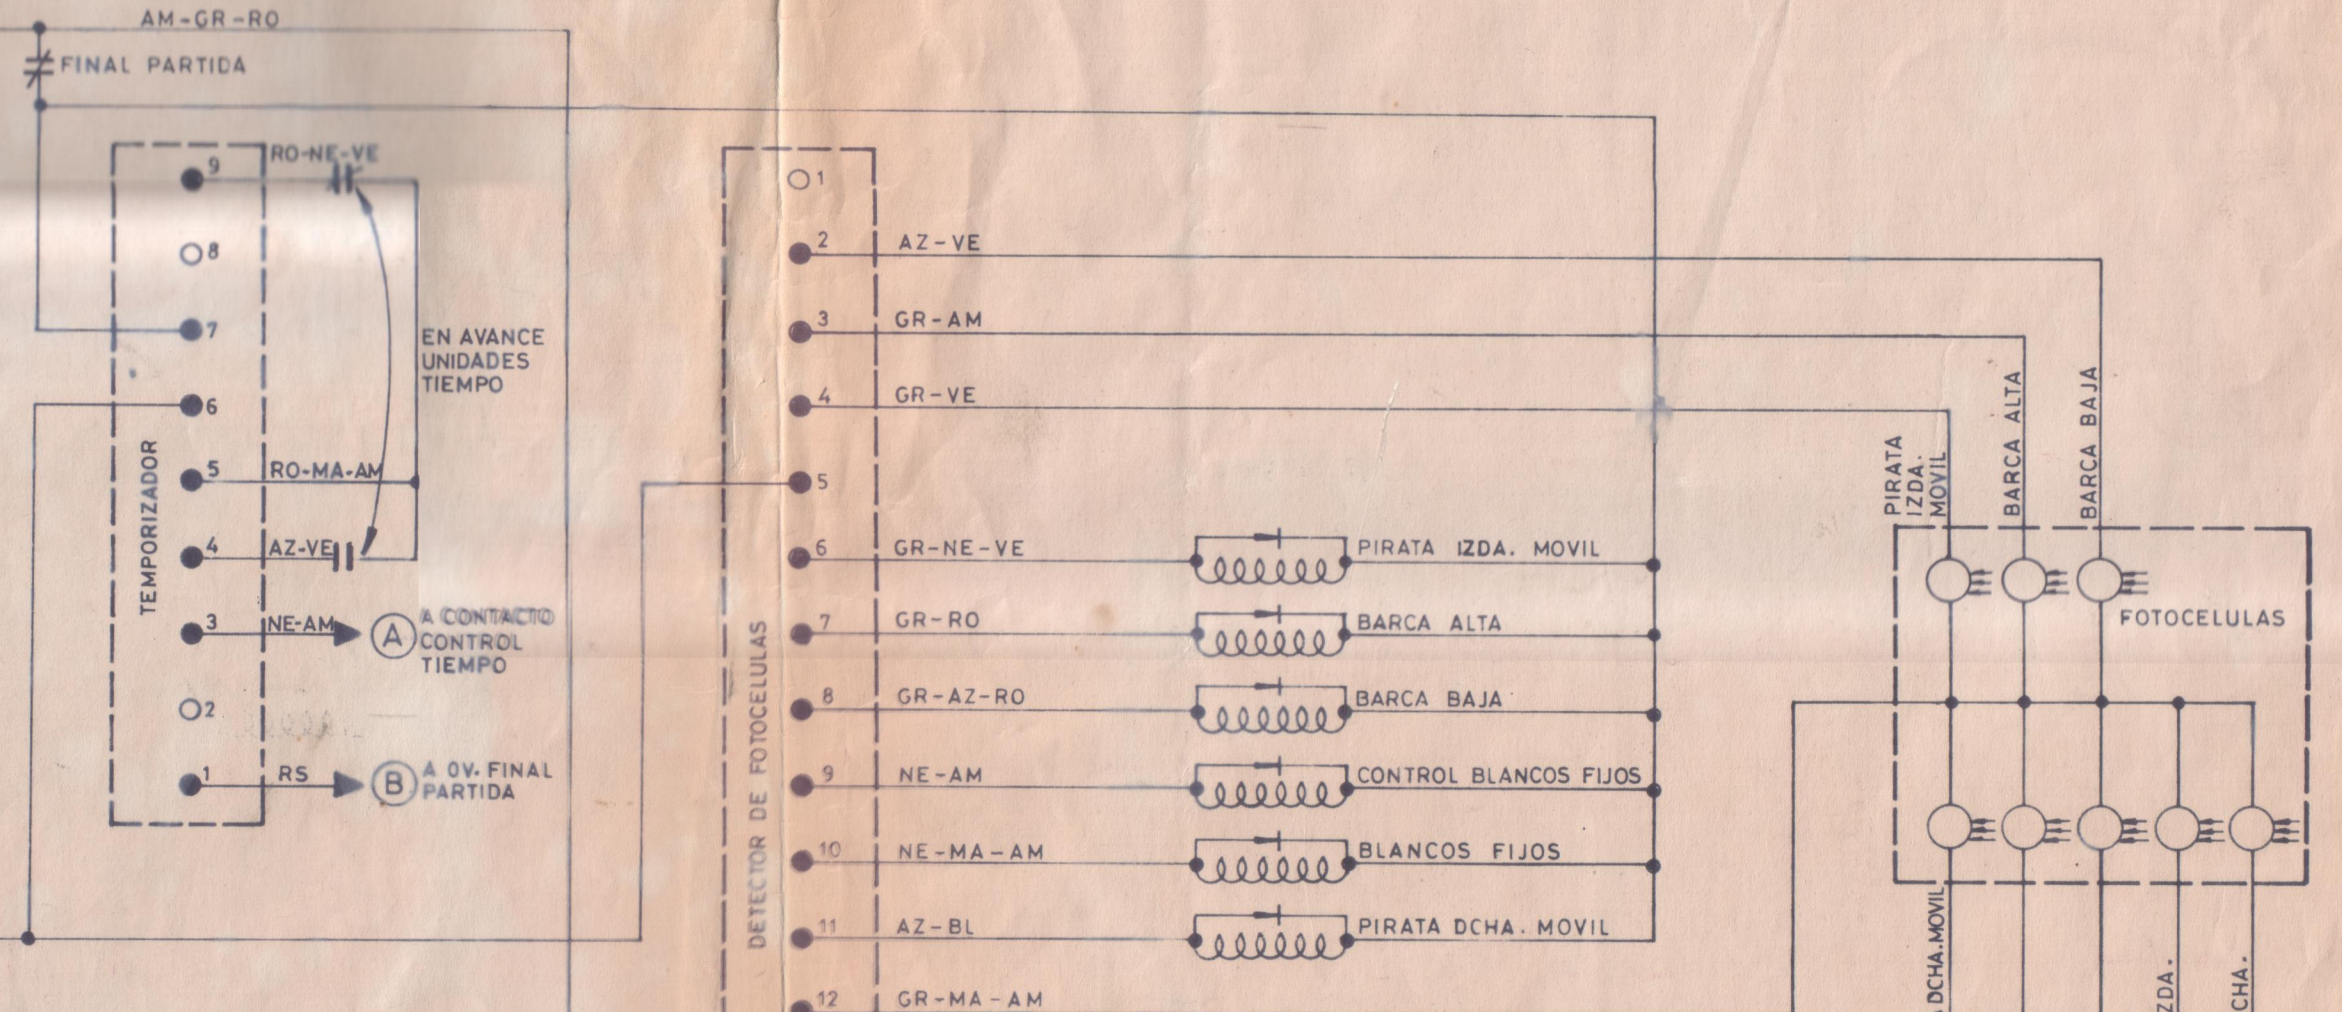 AM-GR-RO
FINAL PARTIDA
TEMPORIZADOR
9
RO-NE-VE
8
7
6
5
RO-MA-AM
4
AZ-VE
3
NE-AM
2
1
RS
EN AVANCE
UNIDADES
TIEMPO
A
A CONTACTO
CONTROL
TIEMPO
B
A OV. FINAL
PARTIDA
DETECTOR DE FOTOCELULAS
1
2
AZ-VE
3
GR-AM
4
GR-VE
5
6
GR-NE-VE
PIRATA IZDA. MOVIL
7
GR-RO
BARCA ALTA
8
GR-AZ-RO
BARCA BAJA
9
NE-AM
CONTROL BLANCOS FIJOS
10
NE-MA-AM
BLANCOS FIJOS
11
AZ-BL
PIRATA DCHA. MOVIL
12
GR-MA-AM
PIRATA
IZDA.
MOVIL
BARCA ALTA
BARCA BAJA
FOTOCELULAS
DCHA.MOVIL
ZDA.
CHA.